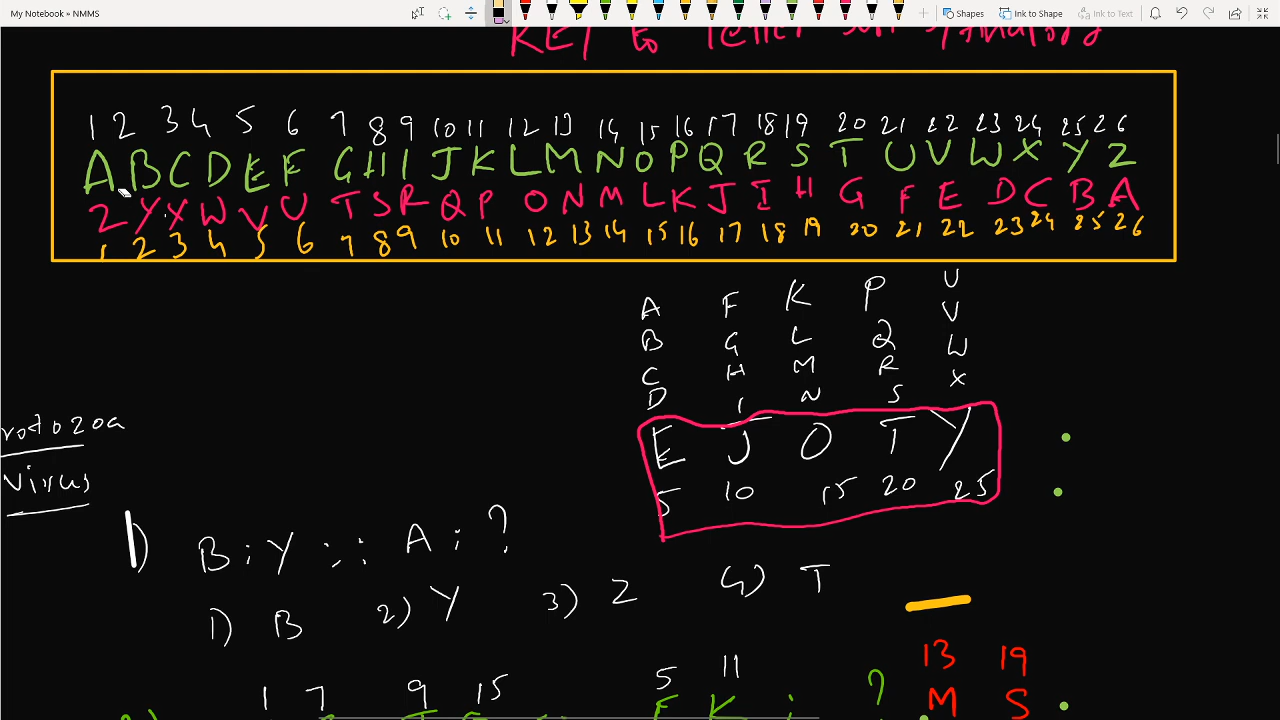 My Notebook » NMMS
Shapes Ink to Shape Ink to Text
KEY to
1 2 3 4 5 6 7 8 9 10 11 12 13 14 15 16 17 18 19 20 21 22 23 24 25 26
A B C D E F G H I J K L M N O P Q R S T U V W X Y Z
Z Y X W V U T S R Q P O N M L K J I H G F E D C B A
1 2 3 4 5 6 7 8 9 10 11 12 13 14 15 16 17 18 19 20 21 22 23 24 25 26
A F K P U
B G L Q V
C H M R W
D I N S X
E J O T Y
5 10 15 20 25
rotozoa
Virus
1) B : Y :: A : ?
1) B 2) Y 3) Z 4) T
13 19
1 7 9 15 5 11
K : ? M S